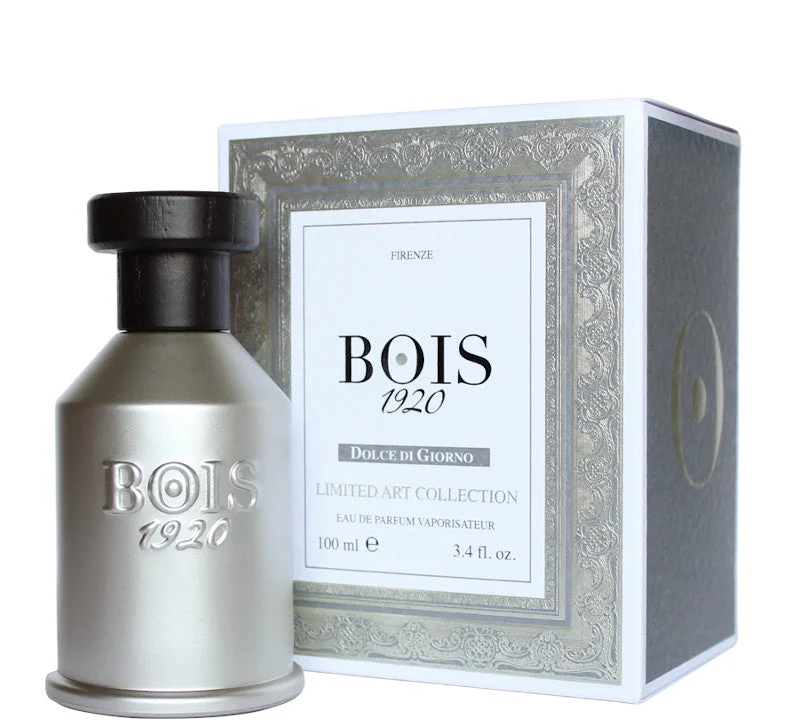 FIRENZE
BOIS
1920
DOLCE DI GIORNO
LIMITED ART COLLECTION
EAU DE PARFUM VAPORISATEUR
100 ml ℮
3.4 fl. oz.
BOIS
1920